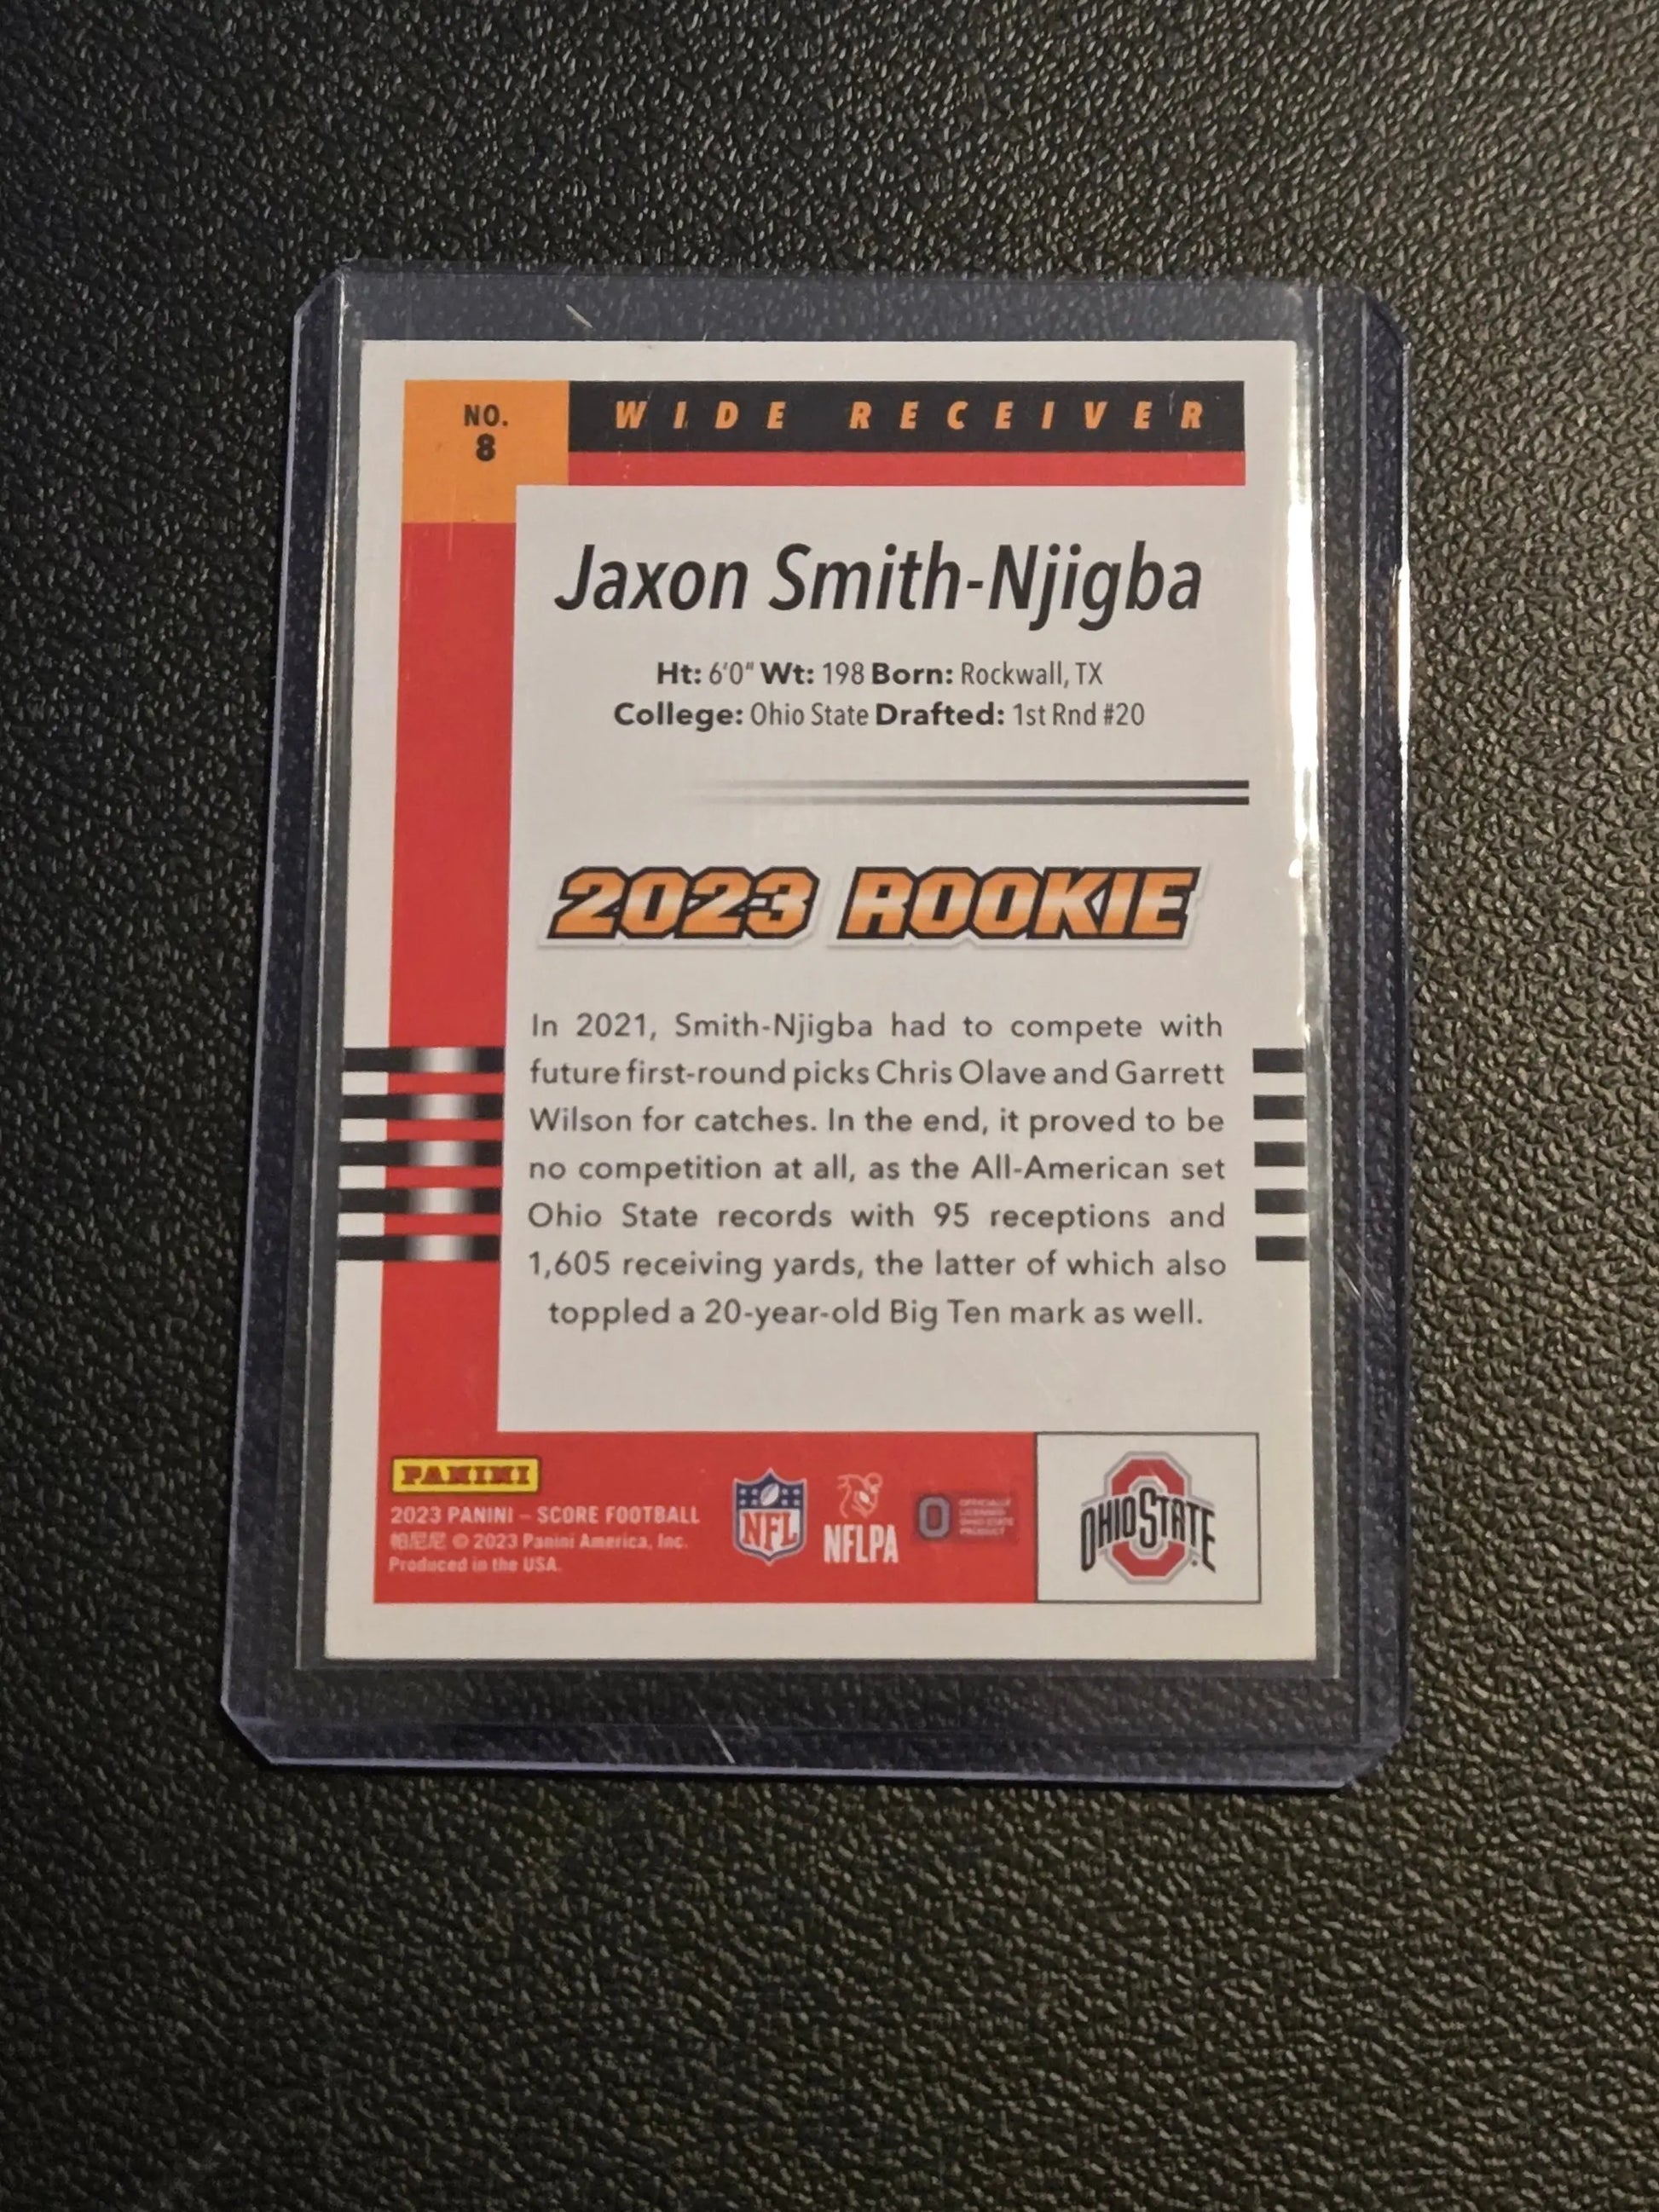 NO.
8
WIDE RECEIVER
Jaxon Smith-Njigba
Ht: 6'0" Wt: 198 Born: Rockwall, TX
College: Ohio State Drafted: 1st Rnd #20
2023 ROOKIE
In 2021, Smith-Njigba had to compete with
future first-round picks Chris Olave and Garrett
Wilson for catches. In the end, it proved to be
no competition at all, as the All-American set
Ohio State records with 95 receptions and
1,605 receiving yards, the latter of which also
toppled a 20-year-old Big Ten mark as well.
PANINI
2023 PANINI – SCORE FOOTBALL
帕尼尼 © 2023 Panini America, Inc.
Produced in the USA.
NFL
NFLPA
O
OFFICIALLY
LICENSED
OHIO STATE
PRODUCT
OHIO STATE